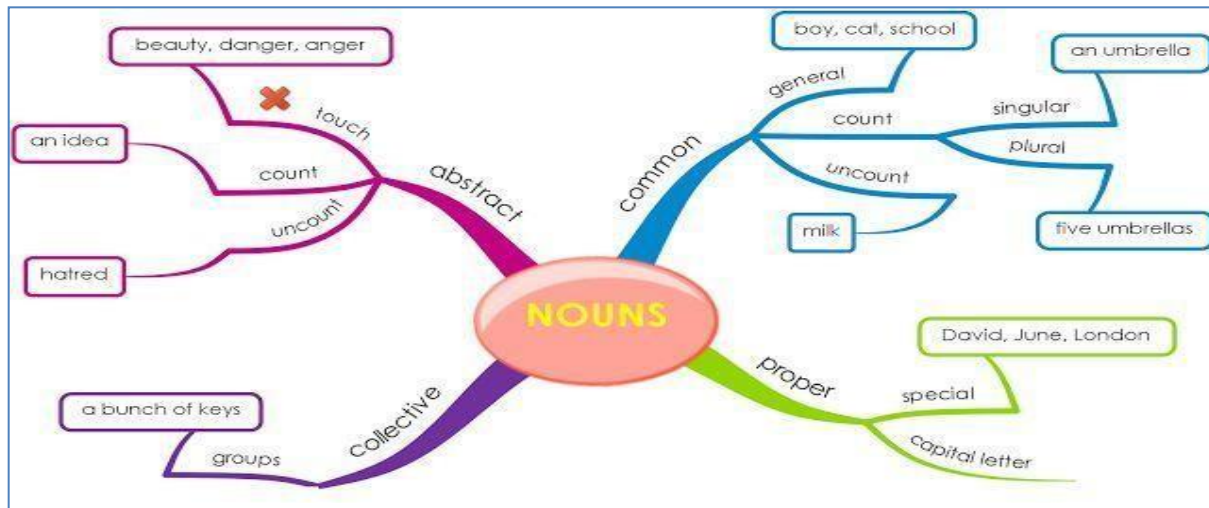 NOUNS
abstract
touch
beauty, danger, anger
count
an idea
uncount
hatred
common
general
boy, cat, school
count
singular
an umbrella
plural
five umbrellas
uncount
milk
collective
groups
a bunch of keys
proper
special
David, June, London
capital letter